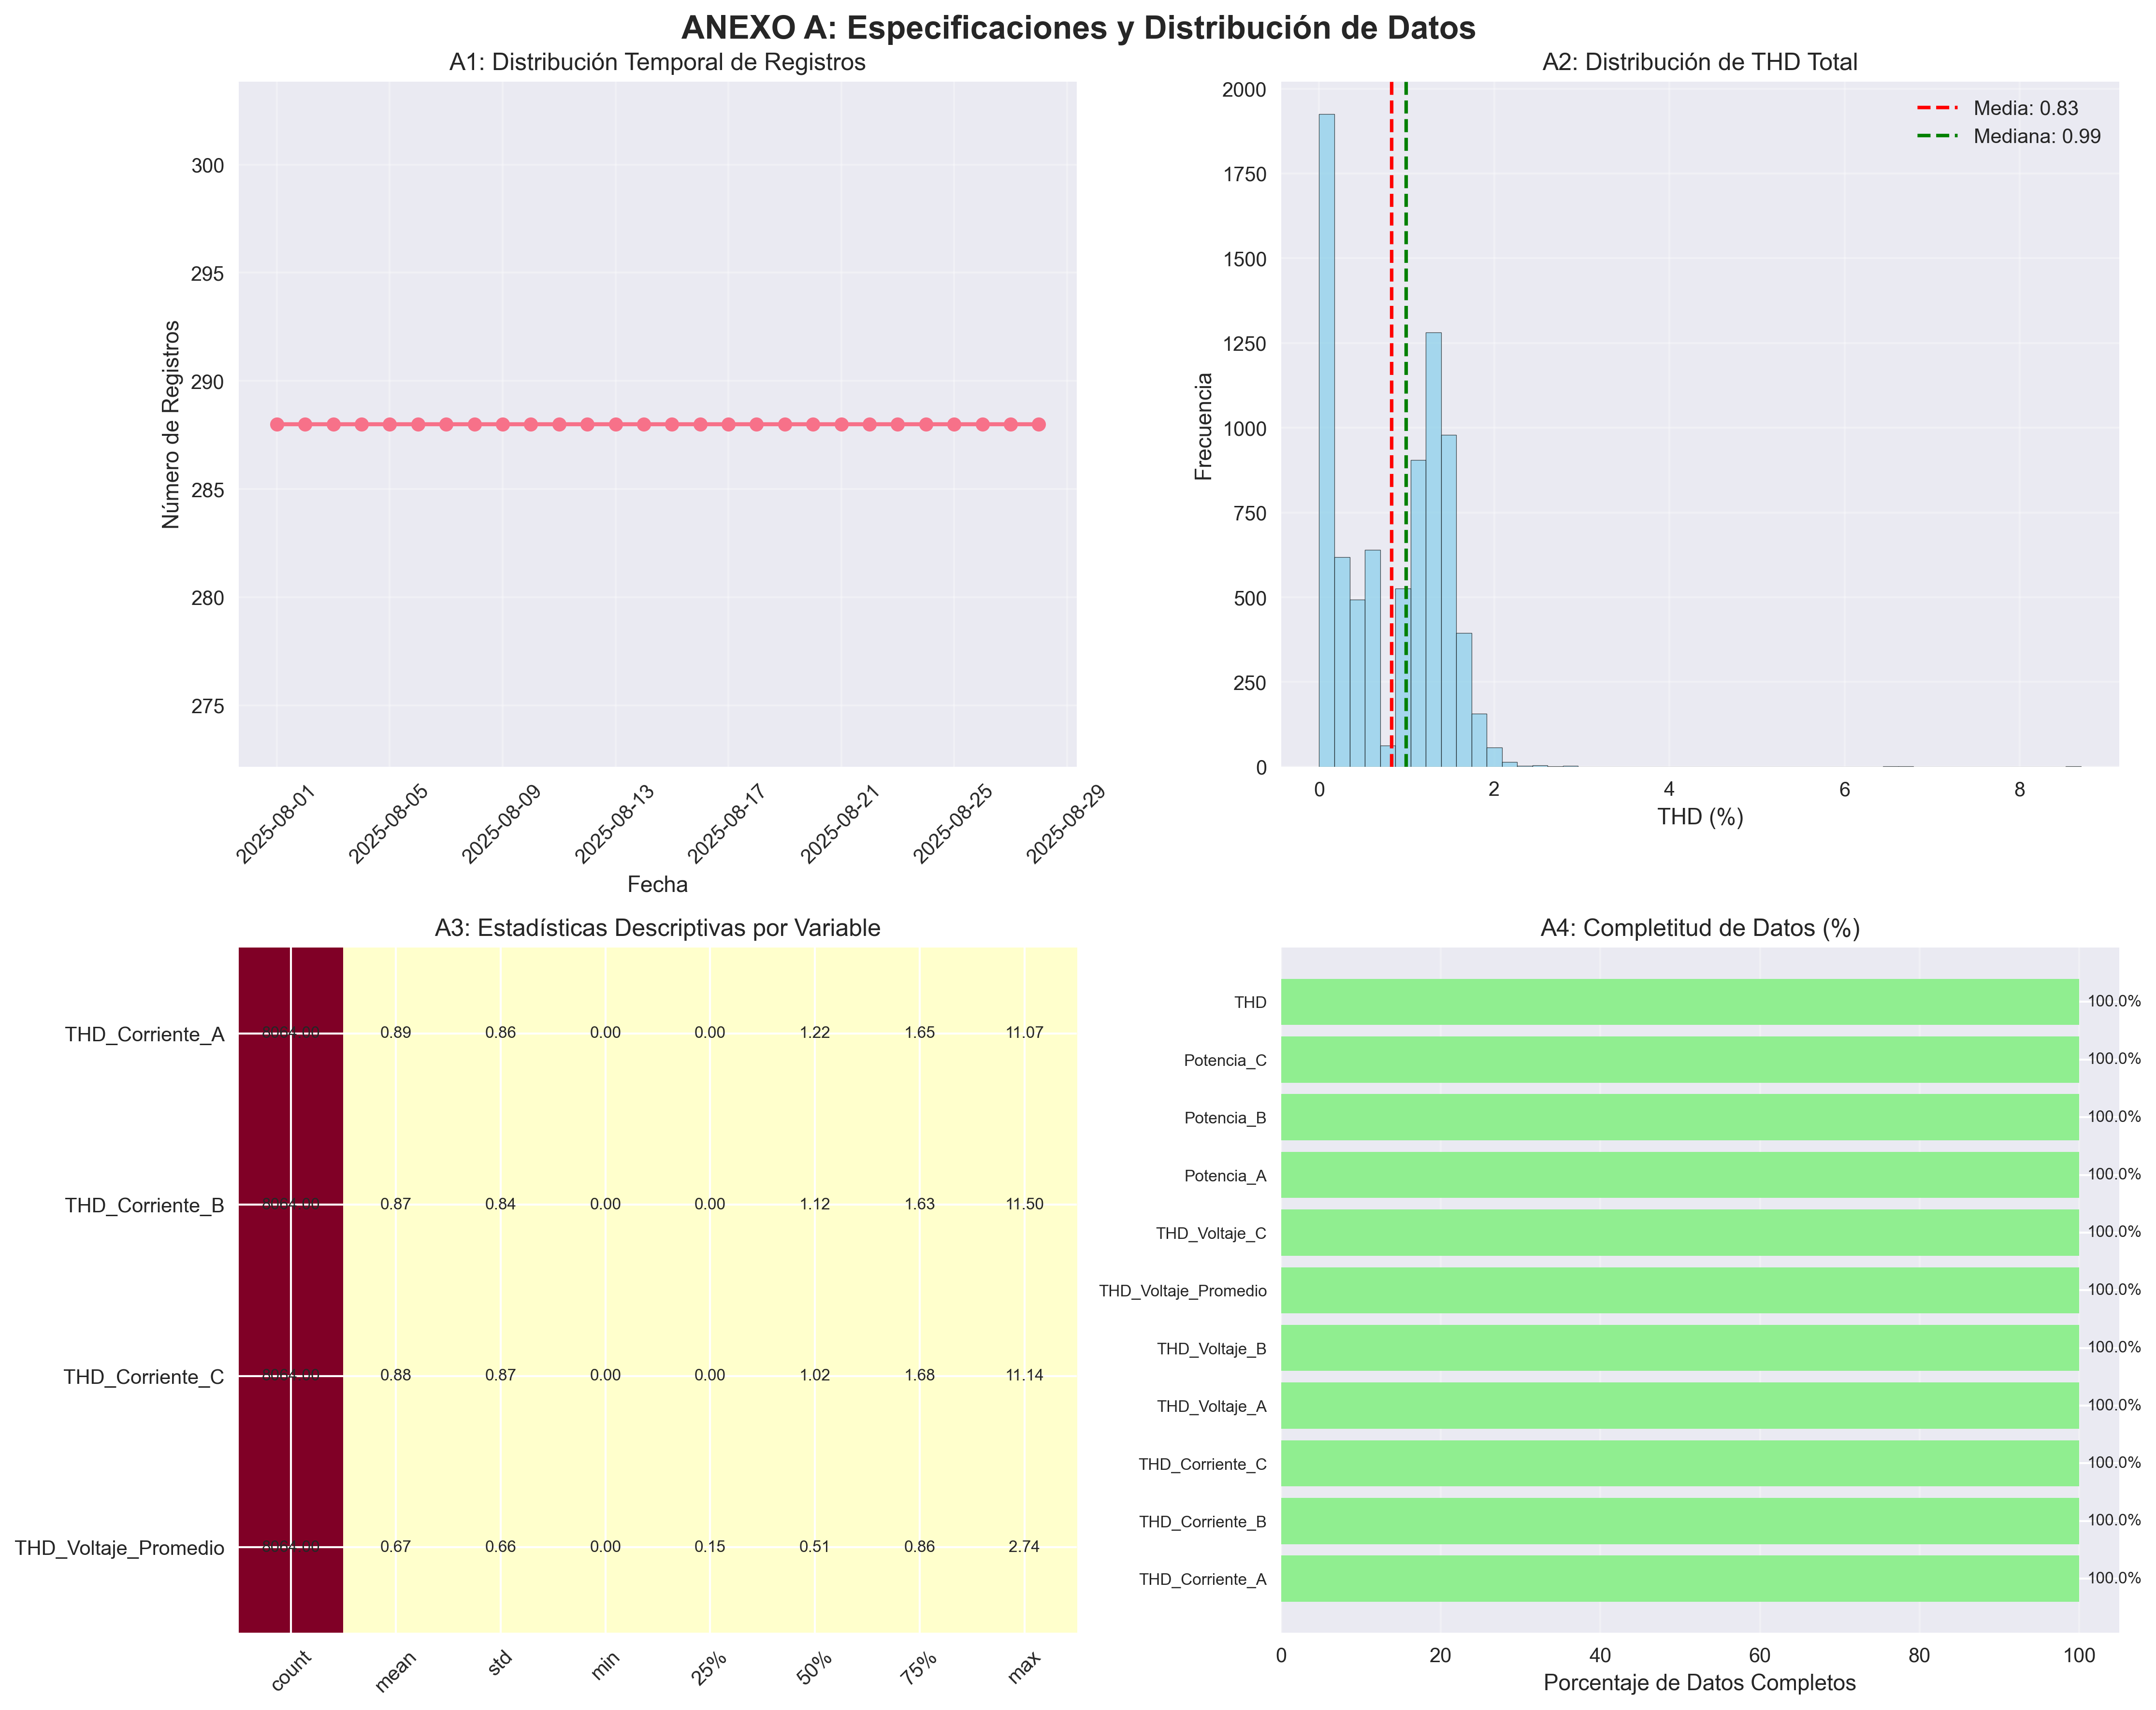 ANEXO A: Especificaciones y Distribución de Datos
A1: Distribución Temporal de Registros
300
295
290
285
280
275
Número de Registros
2025-08-01
2025-08-05
2025-08-09
2025-08-13
2025-08-17
2025-08-21
2025-08-25
2025-08-29
Fecha
A2: Distribución de THD Total
Media: 0.83
Mediana: 0.99
2000
1750
1500
1250
1000
750
500
250
0
Frecuencia
0 2 4 6 8
THD (%)
A3: Estadísticas Descriptivas por Variable
THD_Corriente_A 8064.00 0.89 0.86 0.00 0.00 1.22 1.65 11.07
THD_Corriente_B 8064.00 0.87 0.84 0.00 0.00 1.12 1.63 11.50
THD_Corriente_C 8064.00 0.88 0.87 0.00 0.00 1.02 1.68 11.14
THD_Voltaje_Promedio 8064.00 0.67 0.66 0.00 0.15 0.51 0.86 2.74
count mean std min 25% 50% 75% max
A4: Completitud de Datos (%)
THD 100.0%
Potencia_C 100.0%
Potencia_B 100.0%
Potencia_A 100.0%
THD_Voltaje_C 100.0%
THD_Voltaje_Promedio 100.0%
THD_Voltaje_B 100.0%
THD_Voltaje_A 100.0%
THD_Corriente_C 100.0%
THD_Corriente_B 100.0%
THD_Corriente_A 100.0%
0 20 40 60 80 100
Porcentaje de Datos Completos